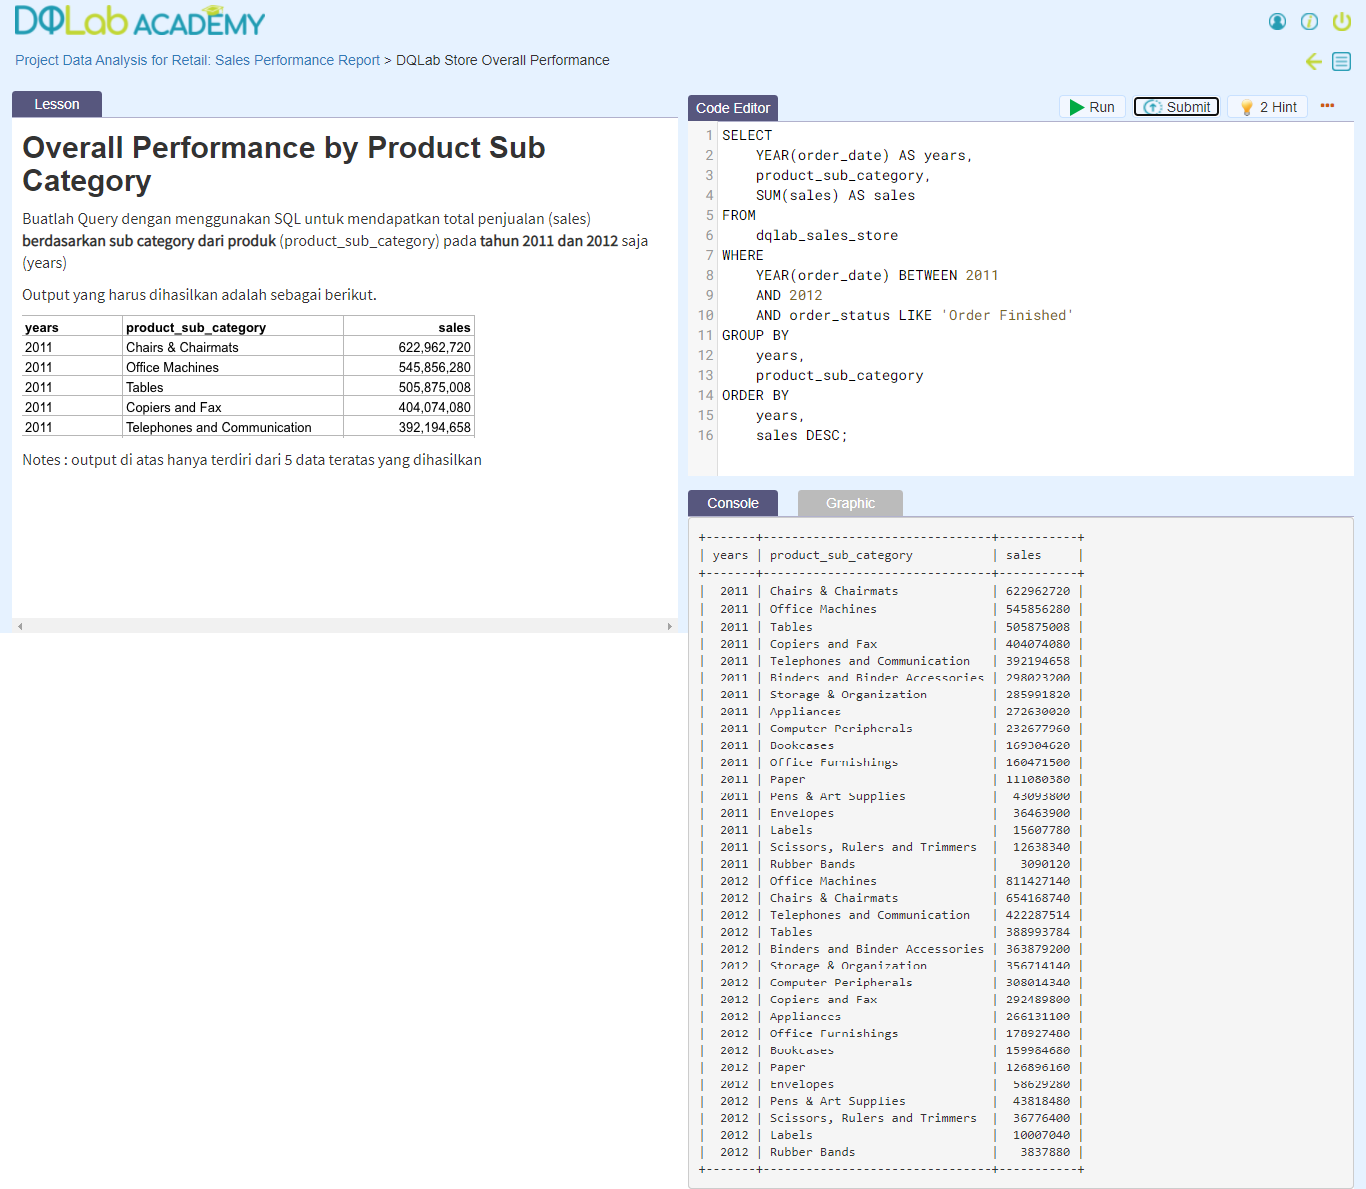 DQLab ACADEMY
Project Data Analysis for Retail: Sales Performance Report > DQLab Store Overall Performance
Lesson
Overall Performance by Product Sub
Category
Buatlah Query dengan menggunakan SQL untuk mendapatkan total penjualan (sales)
berdasarkan sub category dari produk (product_sub_category) pada tahun 2011 dan 2012 saja
(years)
Output yang harus dihasilkan adalah sebagai berikut.
years product_sub_category sales
2011 Chairs & Chairmats 622,962,720
2011 Office Machines 545,856,280
2011 Tables 505,875,008
2011 Copiers and Fax 404,074,080
2011 Telephones and Communication 392,194,658
Notes : output di atas hanya terdiri dari 5 data teratas yang dihasilkan
Code Editor
Run Submit 2 Hint
1 SELECT
2 YEAR(order_date) AS years,
3 product_sub_category,
4 SUM(sales) AS sales
5 FROM
6 dqlab_sales_store
7 WHERE
8 YEAR(order_date) BETWEEN 2011
9 AND 2012
10 AND order_status LIKE 'Order Finished'
11 GROUP BY
12 years,
13 product_sub_category
14 ORDER BY
15 years,
16 sales DESC;
Console Graphic
+-------+--------------------------------+-----------+
| years | product_sub_category | sales |
+-------+--------------------------------+-----------+
| 2011 | Chairs & Chairmats | 622962720 |
| 2011 | Office Machines | 545856280 |
| 2011 | Tables | 505875008 |
| 2011 | Copiers and Fax | 404074080 |
| 2011 | Telephones and Communication | 392194658 |
| 2011 | Binders and Binder Accessories | 298023200 |
| 2011 | Storage & Organization | 285991820 |
| 2011 | Appliances | 272630020 |
| 2011 | Computer Peripherals | 232677960 |
| 2011 | Bookcases | 169304620 |
| 2011 | Office Furnishings | 160471500 |
| 2011 | Paper | 111080380 |
| 2011 | Pens & Art Supplies | 43093800 |
| 2011 | Envelopes | 36463900 |
| 2011 | Labels | 15607780 |
| 2011 | Scissors, Rulers and Trimmers | 12638340 |
| 2011 | Rubber Bands | 3090120 |
| 2012 | Office Machines | 811427140 |
| 2012 | Chairs & Chairmats | 654168740 |
| 2012 | Telephones and Communication | 422287514 |
| 2012 | Tables | 388993784 |
| 2012 | Binders and Binder Accessories | 363879200 |
| 2012 | Storage & Organization | 356714140 |
| 2012 | Computer Peripherals | 308014340 |
| 2012 | Copiers and Fax | 292489800 |
| 2012 | Appliances | 266131100 |
| 2012 | Office Furnishings | 178927480 |
| 2012 | Bookcases | 159984680 |
| 2012 | Paper | 126896160 |
| 2012 | Envelopes | 58629280 |
| 2012 | Pens & Art Supplies | 43818480 |
| 2012 | Scissors, Rulers and Trimmers | 36776400 |
| 2012 | Labels | 10007040 |
| 2012 | Rubber Bands | 3837880 |
+-------+--------------------------------+-----------+